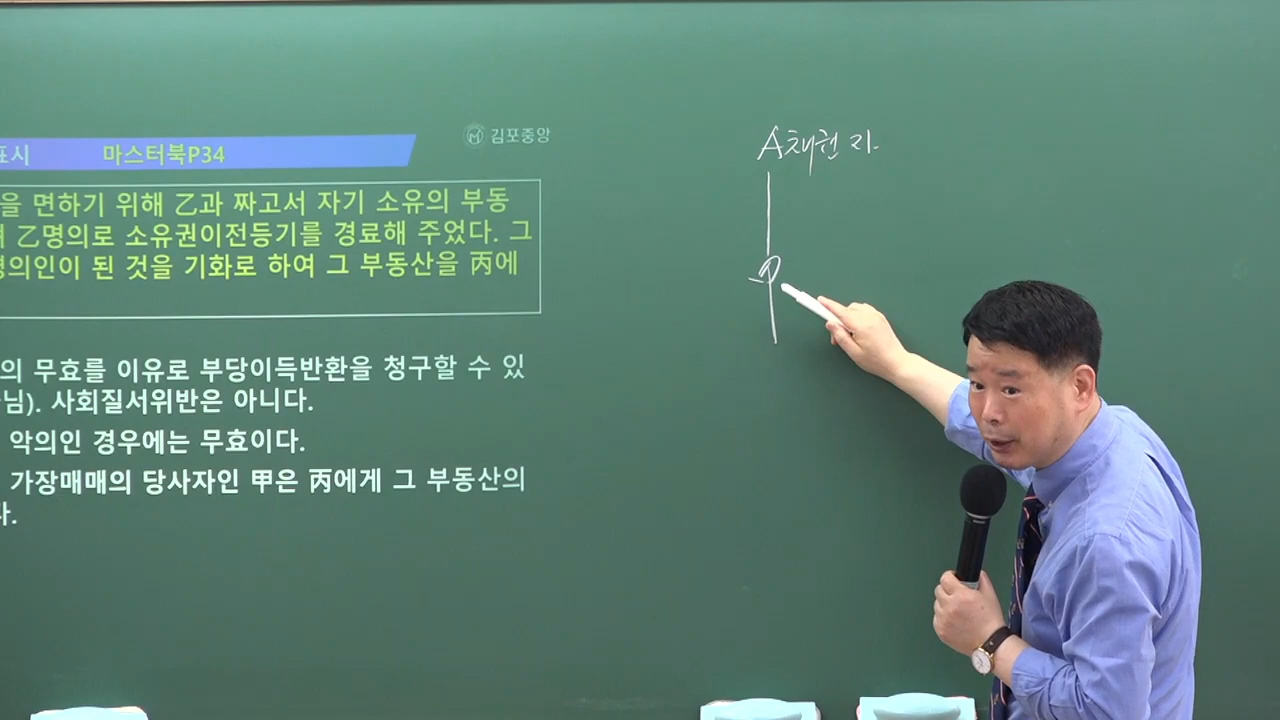 김포중앙
표시 마스터북P34
을 면하기 위해 乙과 짜고서 자기 소유의 부동
乙명의로 소유권이전등기를 경료해 주었다. 그
명의인이 된 것을 기화로 하여 그 부동산을 丙에
의 무효를 이유로 부당이득반환을 청구할 수 있
님). 사회질서위반은 아니다.
악의인 경우에는 무효이다.
가장매매의 당사자인 甲은 丙에게 그 부동산의
다.
A채권자
甲